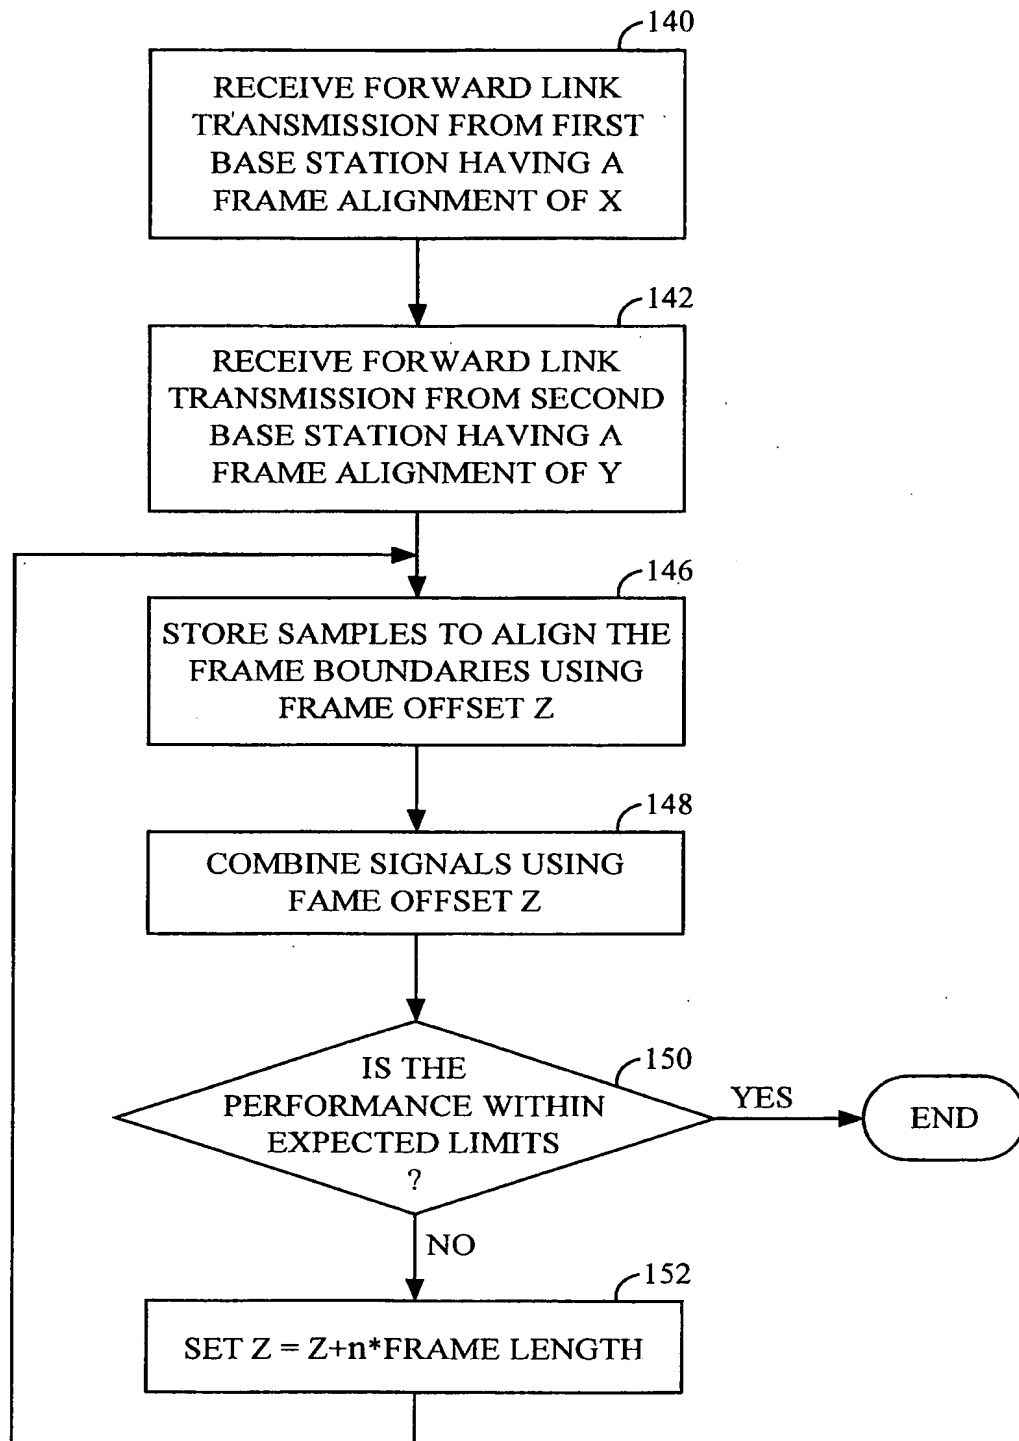 140
RECEIVE FORWARD LINK
TRANSMISSION FROM FIRST
BASE STATION HAVING A
FRAME ALIGNMENT OF X
142
RECEIVE FORWARD LINK
TRANSMISSION FROM SECOND
BASE STATION HAVING A
FRAME ALIGNMENT OF Y
146
STORE SAMPLES TO ALIGN THE
FRAME BOUNDARIES USING
FRAME OFFSET Z
148
COMBINE SIGNALS USING
FAME OFFSET Z
150
IS THE
PERFORMANCE WITHIN
EXPECTED LIMITS
?
YES
END
NO
152
SET Z = Z+n*FRAME LENGTH